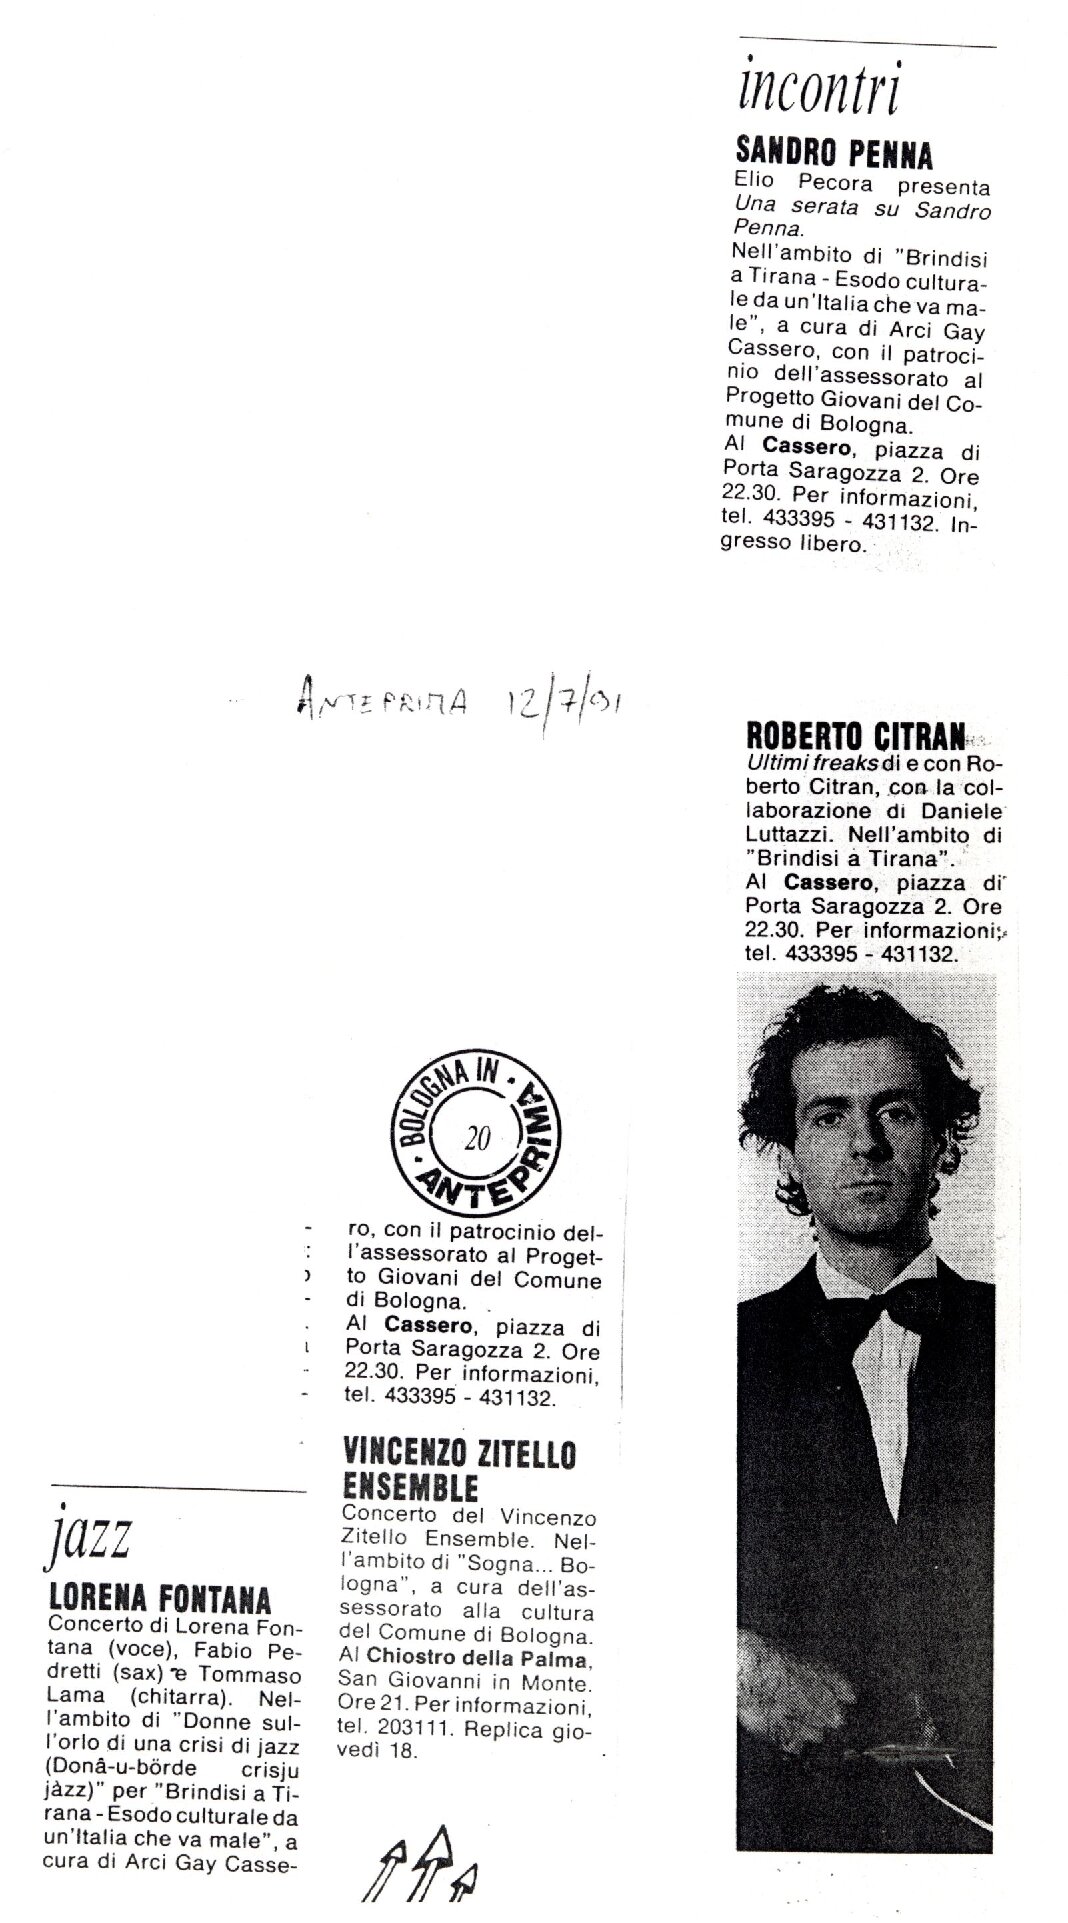 incontri
SANDRO PENNA
Elio Pecora presenta
Una serata su Sandro
Penna.
Nell'ambito di "Brindisi
a Tirana - Esodo cultura-
le da un'Italia che va ma-
le", a cura di Arci Gay
Cassero, con il patroci-
nio dell'assessorato al
Progetto Giovani del Co-
mune di Bologna.
Al Cassero, piazza di
Porta Saragozza 2. Ore
22.30. Per informazioni,
tel. 433395 - 431132. In-
gresso libero.
ANTEPRIMA 12/7/91
ROBERTO CITRAN
Ultimi freaks di e con Ro-
berto Citran, con la col-
laborazione di Daniele
Luttazzi. Nell'ambito di
"Brindisi a Tirana".
Al Cassero, piazza di
Porta Saragozza 2. Ore
22.30. Per informazioni,
tel. 433395 - 431132.
jazz
LORENA FONTANA
Concerto di Lorena Fon-
tana (voce), Fabio Pe-
dretti (sax) e Tommaso
Lama (chitarra). Nel-
l'ambito di "Donne sul-
l'orlo di una crisi di jazz
(Donâ-u-börde crisju
jàzz)" per "Brindisi a Ti-
rana - Esodo culturale da
un'Italia che va male", a
cura di Arci Gay Casse-
BOLOGNA IN
ANTEPRIMA
20
ro, con il patrocinio del-
l'assessorato al Proget-
to Giovani del Comune
di Bologna.
Al Cassero, piazza di
Porta Saragozza 2. Ore
22.30. Per informazioni,
tel. 433395 - 431132.
VINCENZO ZITELLO
ENSEMBLE
Concerto del Vincenzo
Zitello Ensemble. Nel-
l'ambito di "Sogna... Bo-
logna", a cura dell'as-
sessorato alla cultura
del Comune di Bologna.
Al Chiostro della Palma,
San Giovanni in Monte.
Ore 21. Per informazioni,
tel. 203111. Replica gio-
vedì 18.